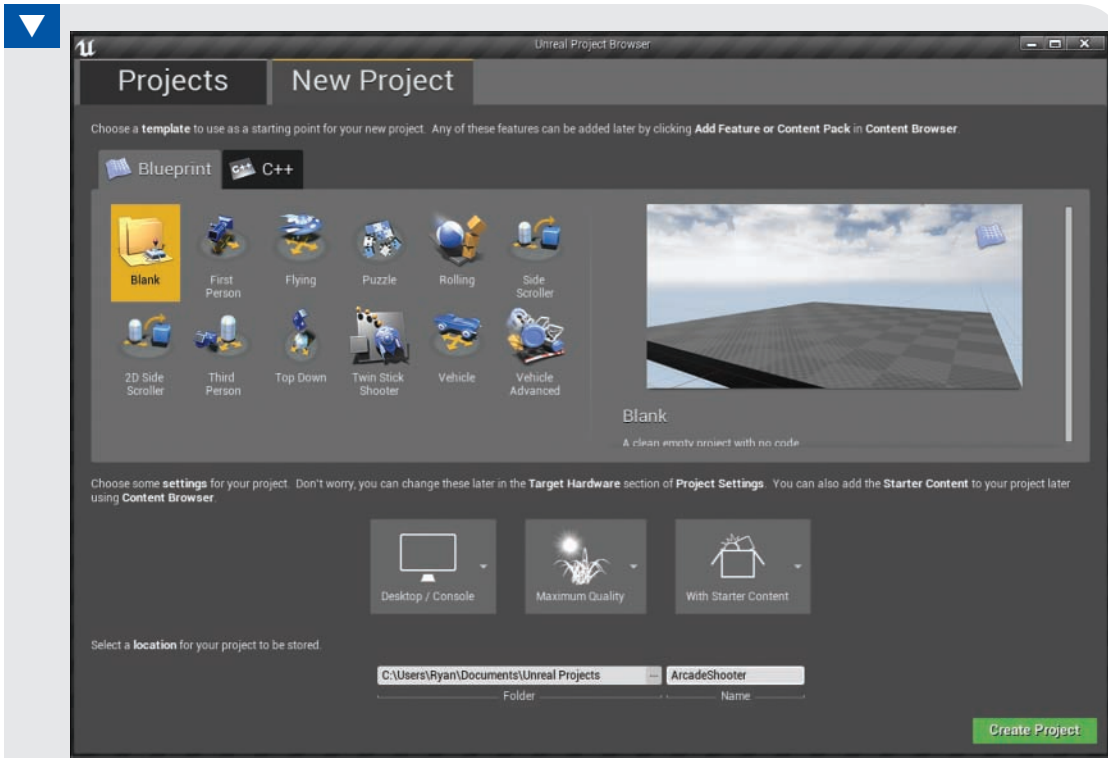 Unreal Project Browser
Projects
New Project
Choose a template to use as a starting point for your new project. Any of these features can be added later by clicking Add Feature or Content Pack in Content Browser.
Blueprint
C++
C++
Blank
First
Person
Flying
Puzzle
Rolling
Side
Scroller
2D Side
Scroller
Third
Person
Top Down
Twin Stick
Shooter
Vehicle
Vehicle
Advanced
Blank
A clean empty project with no code
Choose some settings for your project. Don't worry, you can change these later in the Target Hardware section of Project Settings. You can also add the Starter Content to your project later
using Content Browser.
Desktop / Console
Maximum Quality
With Starter Content
Select a location for your project to be stored.
C:\Users\Ryan\Documents\Unreal Projects
...
ArcadeShooter
Folder
Name
Create Project